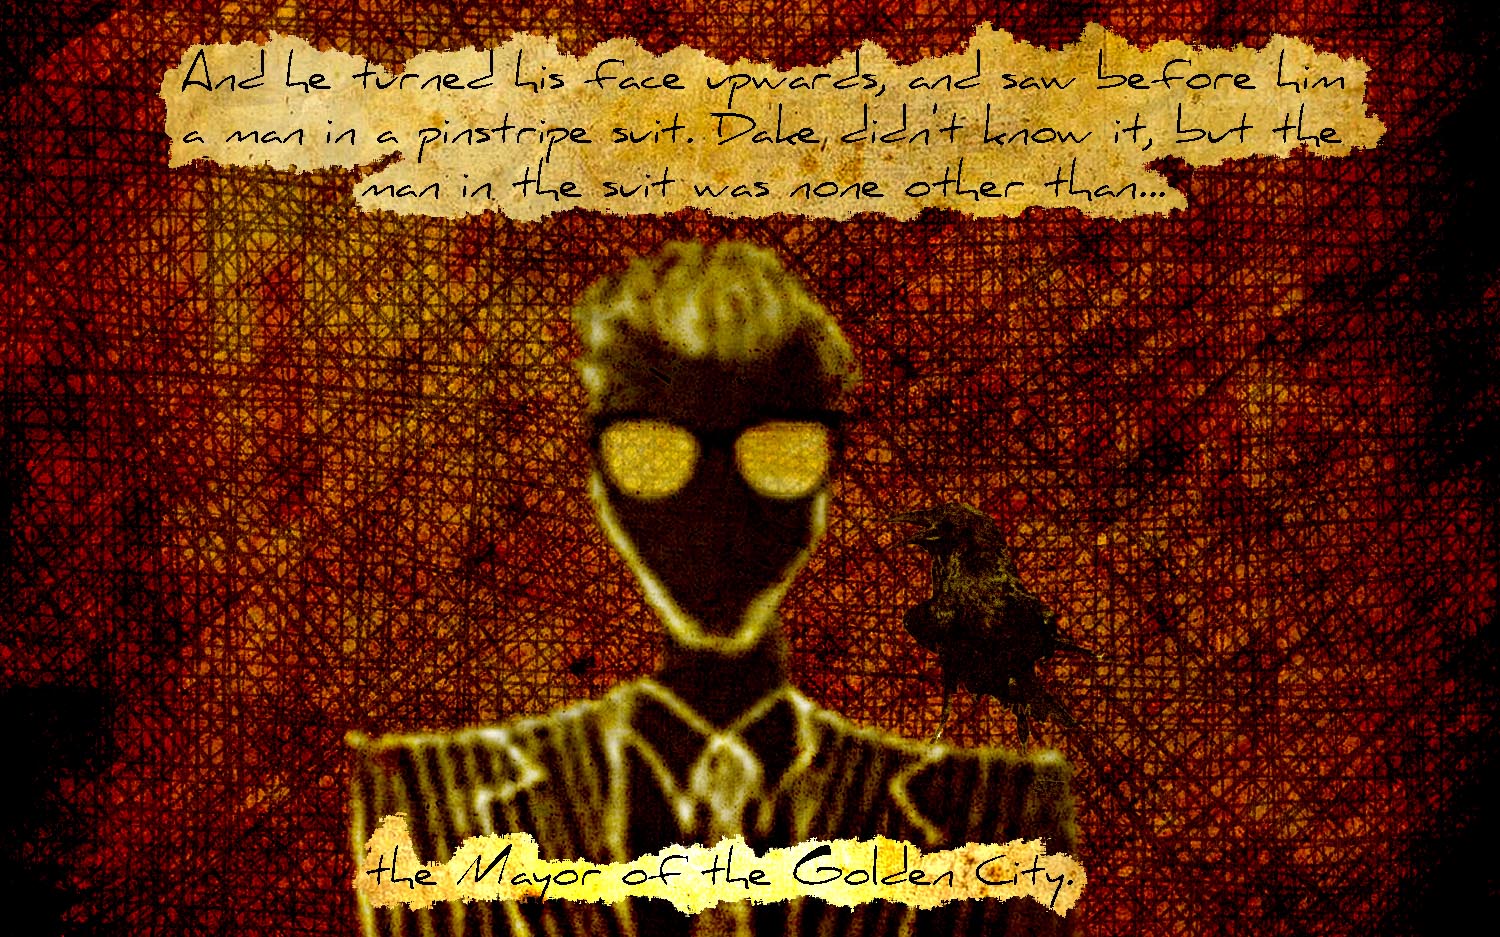 And he turned his face upwards, and saw before him
a man in a pinstripe suit. Dake, didn't know it, but the
man in the suit was none other than...
the Mayor of the Golden City.